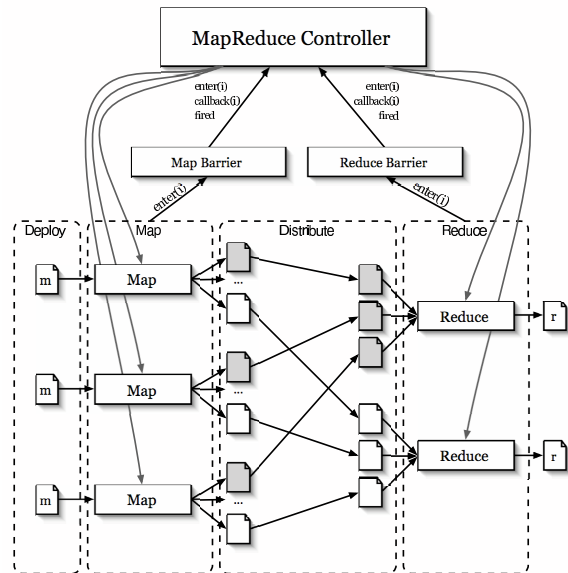 MapReduce Controller
enter(i)
callback(i)
fired
enter(i)
callback(i)
fired
Map Barrier
Reduce Barrier
enter(i)
enter(i)
Deploy
Map
Distribute
Reduce
m
Map
...
Reduce
r
m
Map
...
m
Map
...
Reduce
r